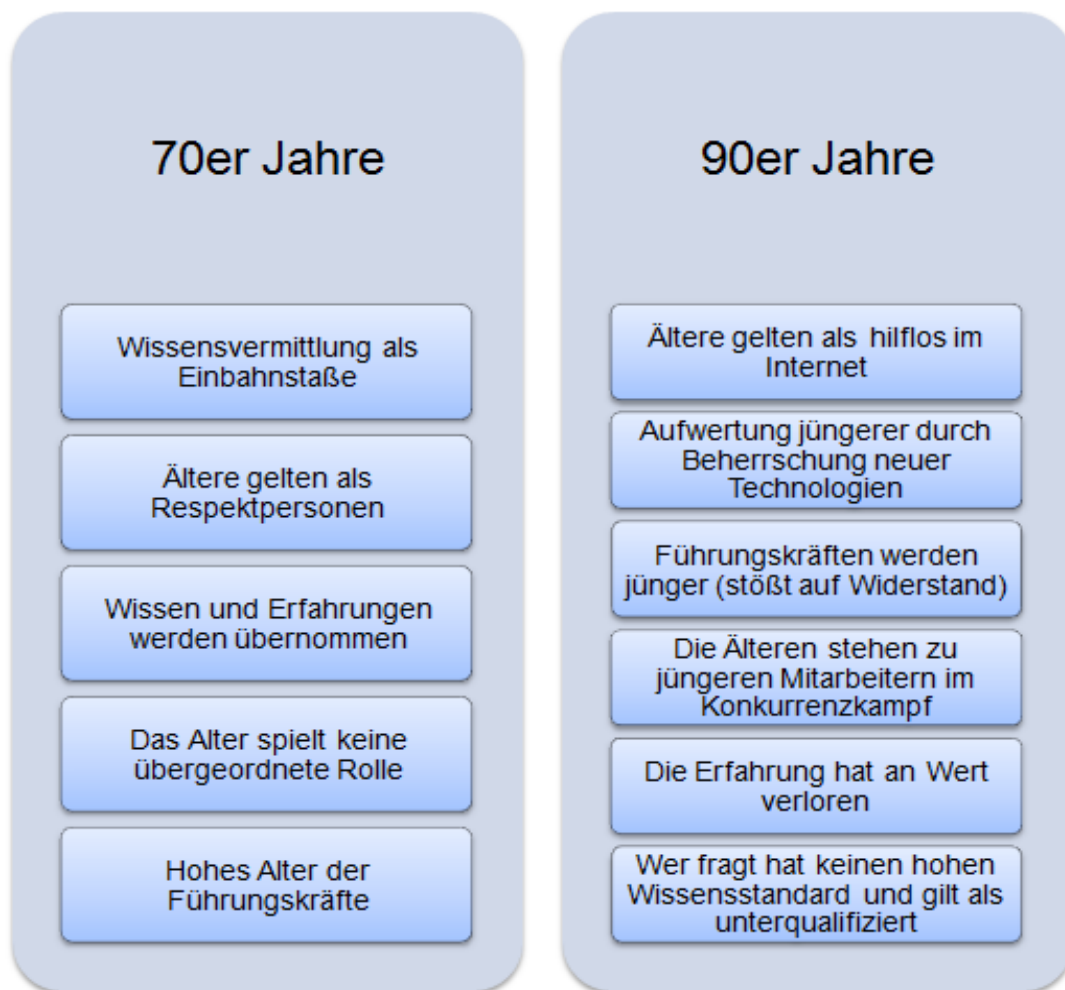 70er Jahre
Wissensvermittlung als
Einbahnstaße
Ältere gelten als
Respektpersonen
Wissen und Erfahrungen
werden übernommen
Das Alter spielt keine
übergeordnete Rolle
Hohes Alter der
Führungskräfte
90er Jahre
Ältere gelten als hilflos im
Internet
Aufwertung jüngerer durch
Beherrschung neuer
Technologien
Führungskräften werden
jünger (stößt auf Widerstand)
Die Älteren stehen zu
jüngeren Mitarbeitern im
Konkurrenzkampf
Die Erfahrung hat an Wert
verloren
Wer fragt hat keinen hohen
Wissensstandard und gilt als
unterqualifiziert